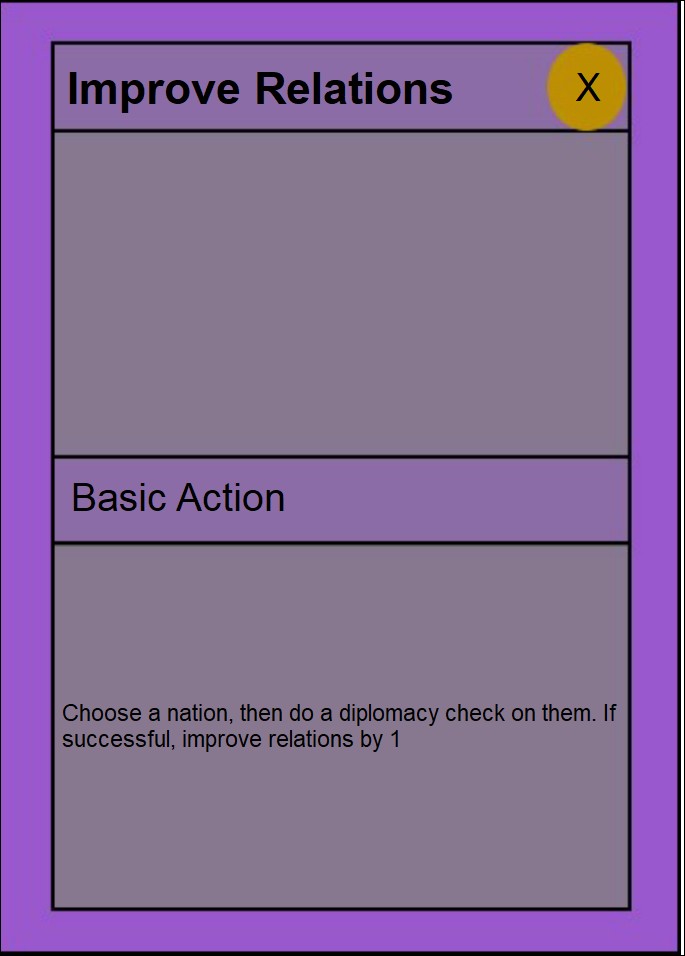 Improve Relations
X
Basic Action
Choose a nation, then do a diplomacy check on them. If
successful, improve relations by 1